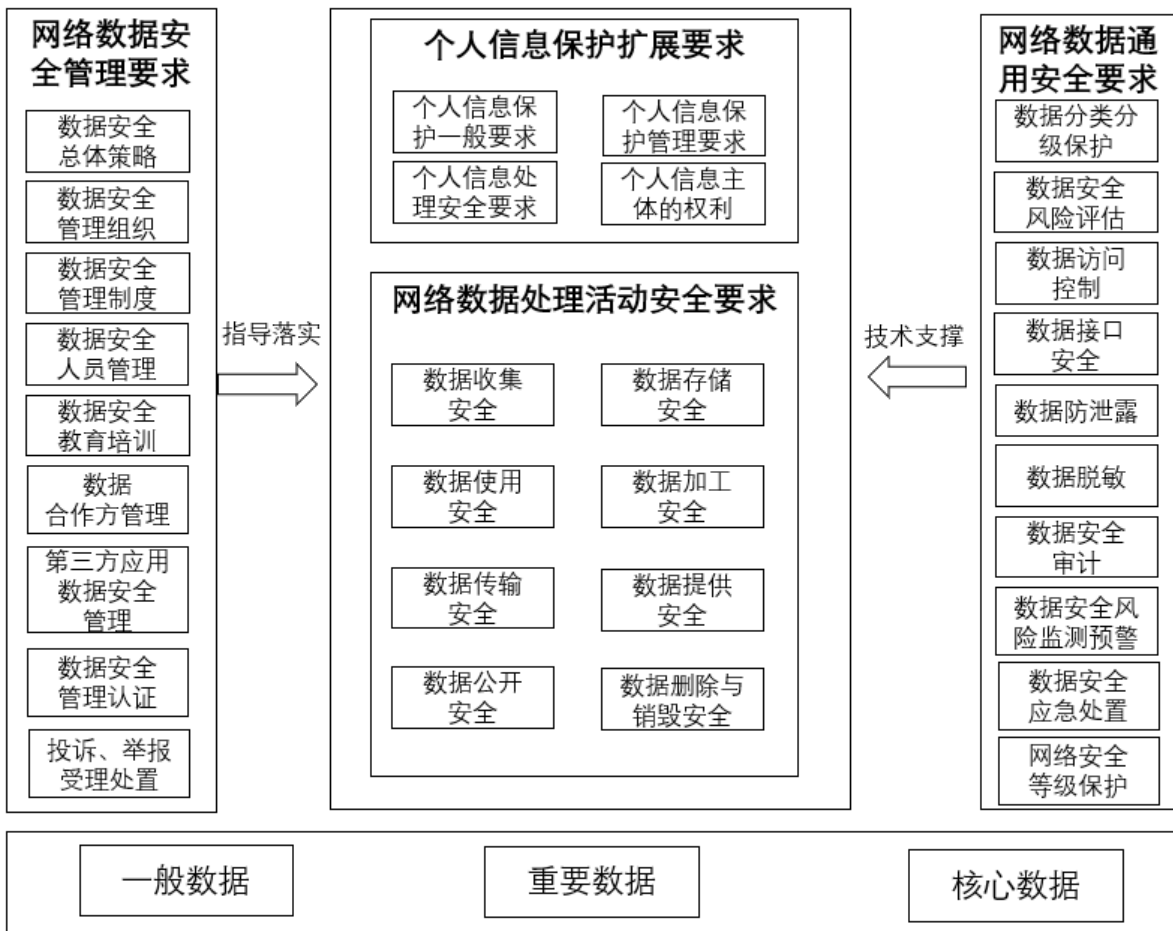 网络数据安
全管理要求
数据安全
总体策略
数据安全
管理组织
数据安全
管理制度
数据安全
人员管理
数据安全
教育培训
数据
合作方管理
第三方应用
数据安全
管理
数据安全
管理认证
投诉、举报
受理处置
指导落实
个人信息保护扩展要求
个人信息保
护一般要求
个人信息保
护管理要求
个人信息处
理安全要求
个人信息主
体的权利
网络数据处理活动安全要求
数据收集
安全
数据存储
安全
数据使用
安全
数据加工
安全
数据传输
安全
数据提供
安全
数据公开
安全
数据删除与
销毁安全
技术支撑
网络数据通
用安全要求
数据分类分
级保护
数据安全
风险评估
数据访问
控制
数据接口
安全
数据防泄露
数据脱敏
数据安全
审计
数据安全风
险监测预警
数据安全
应急处置
网络安全
等级保护
一般数据
重要数据
核心数据